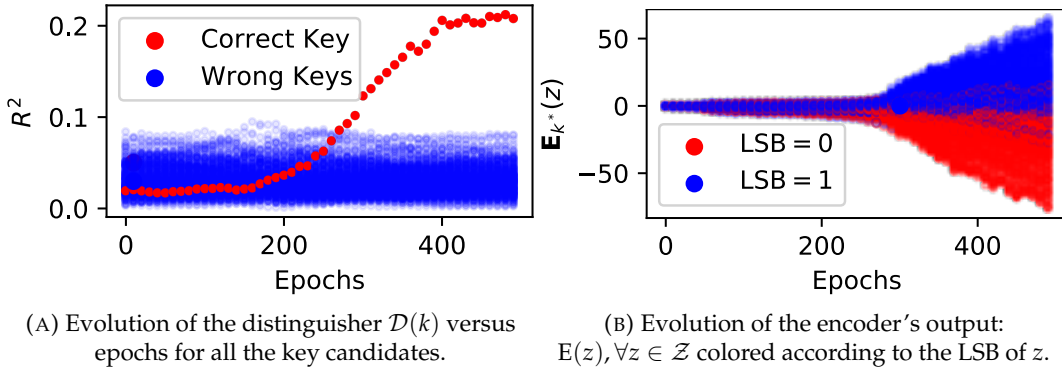 0.2
0.1
0.0
R²
Correct Key
Wrong Keys
0
200
400
Epochs
50
0
−50
E_{k*}(z)
LSB = 0
LSB = 1
0
200
400
Epochs
(A) Evolution of the distinguisher 𝒟(k) versus
epochs for all the key candidates.
(B) Evolution of the encoder's output:
E(z), ∀z ∈ 𝒵 colored according to the LSB of z.